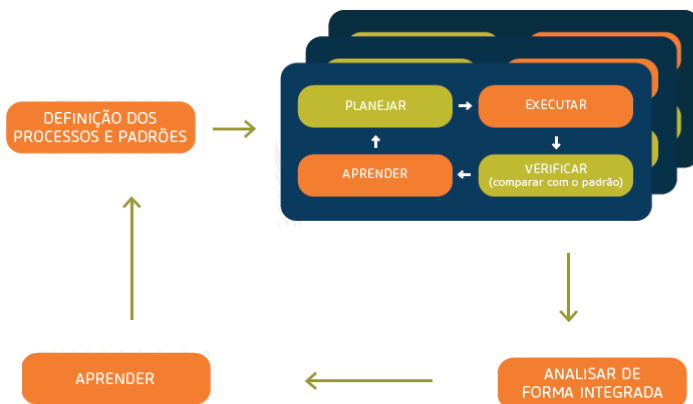 DEFINIÇÃO DOS
PROCESSOS E PADRÕES
PLANEJAR
EXECUTAR
APRENDER
VERIFICAR
(comparar com o padrão)
APRENDER
ANALISAR DE
FORMA INTEGRADA